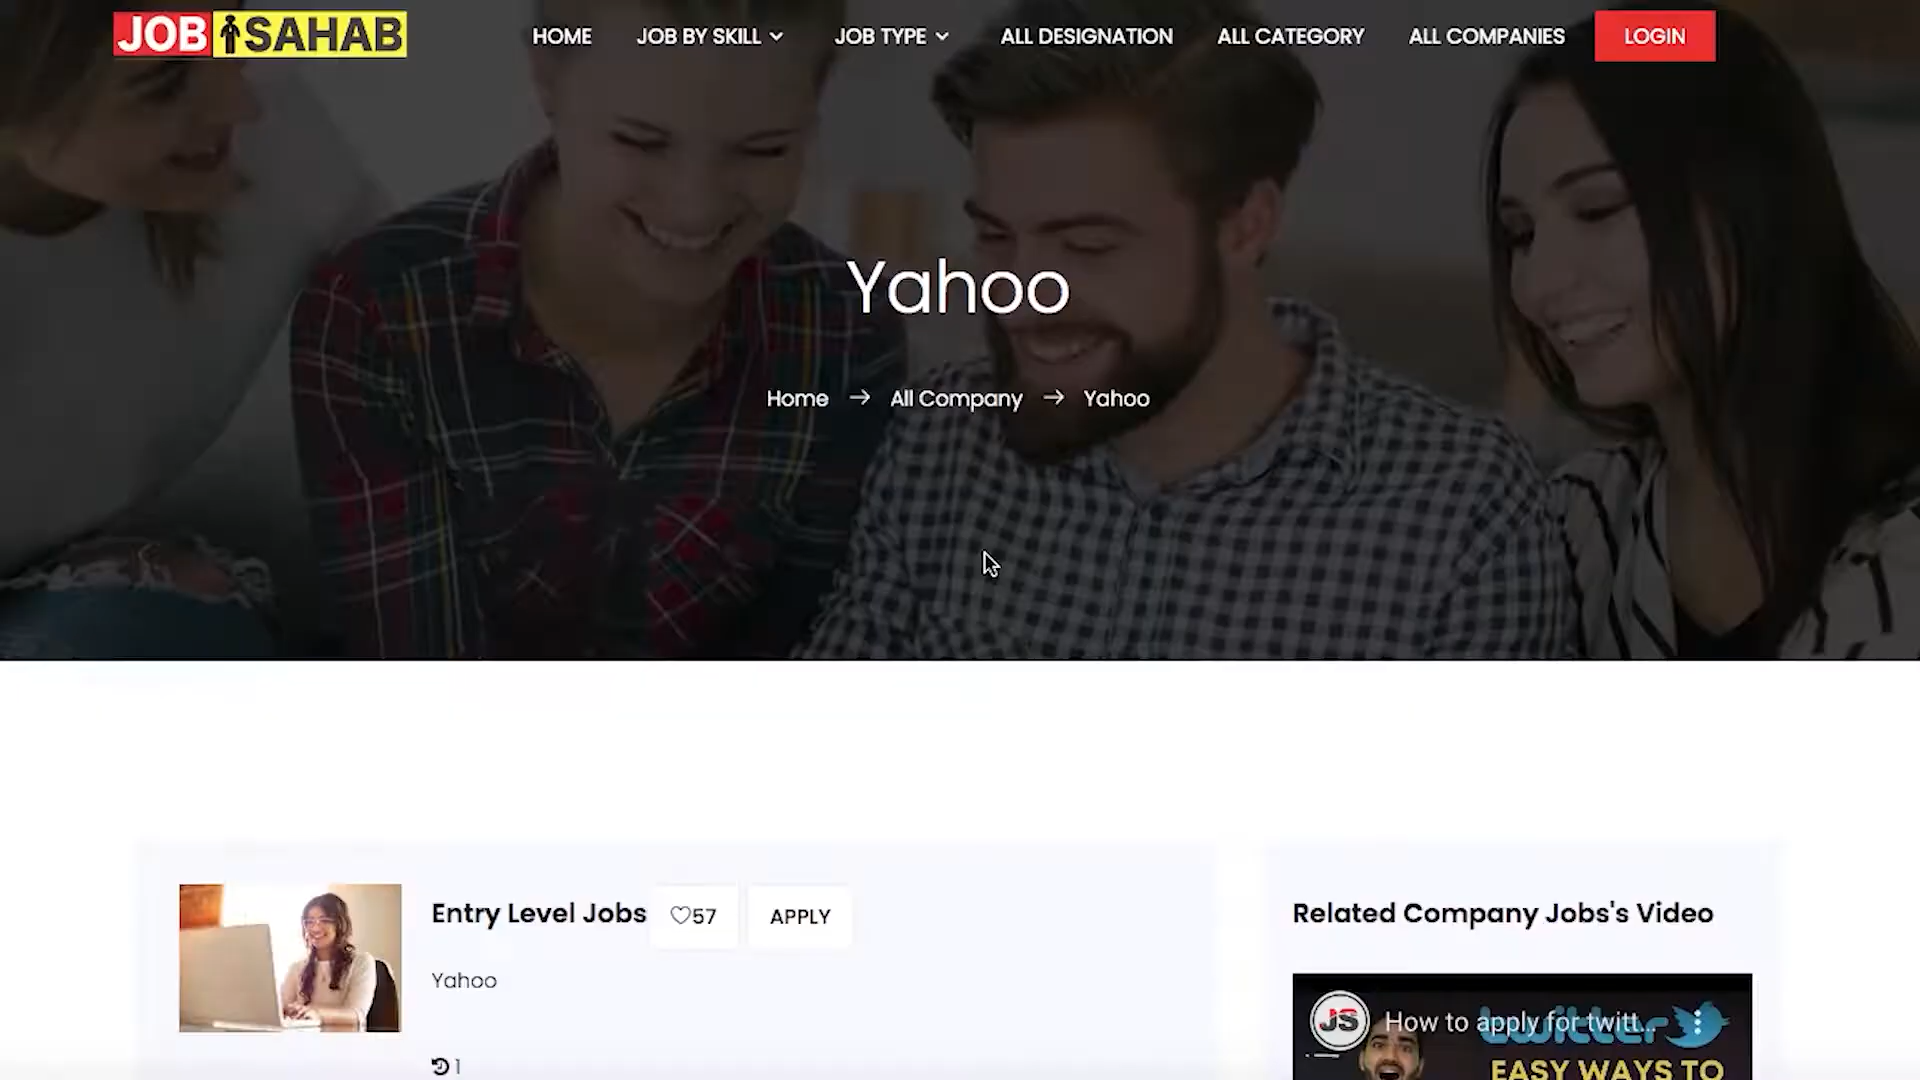 JOB SAHAB
HOME JOB BY SKILL JOB TYPE ALL DESIGNATION ALL CATEGORY ALL COMPANIES LOGIN
Yahoo
Home → All Company → Yahoo
Entry Level Jobs ♡57 APPLY
Yahoo
1
Related Company Jobs's Video
JS How to apply for twitt...
twitter
EASY WAYS TO